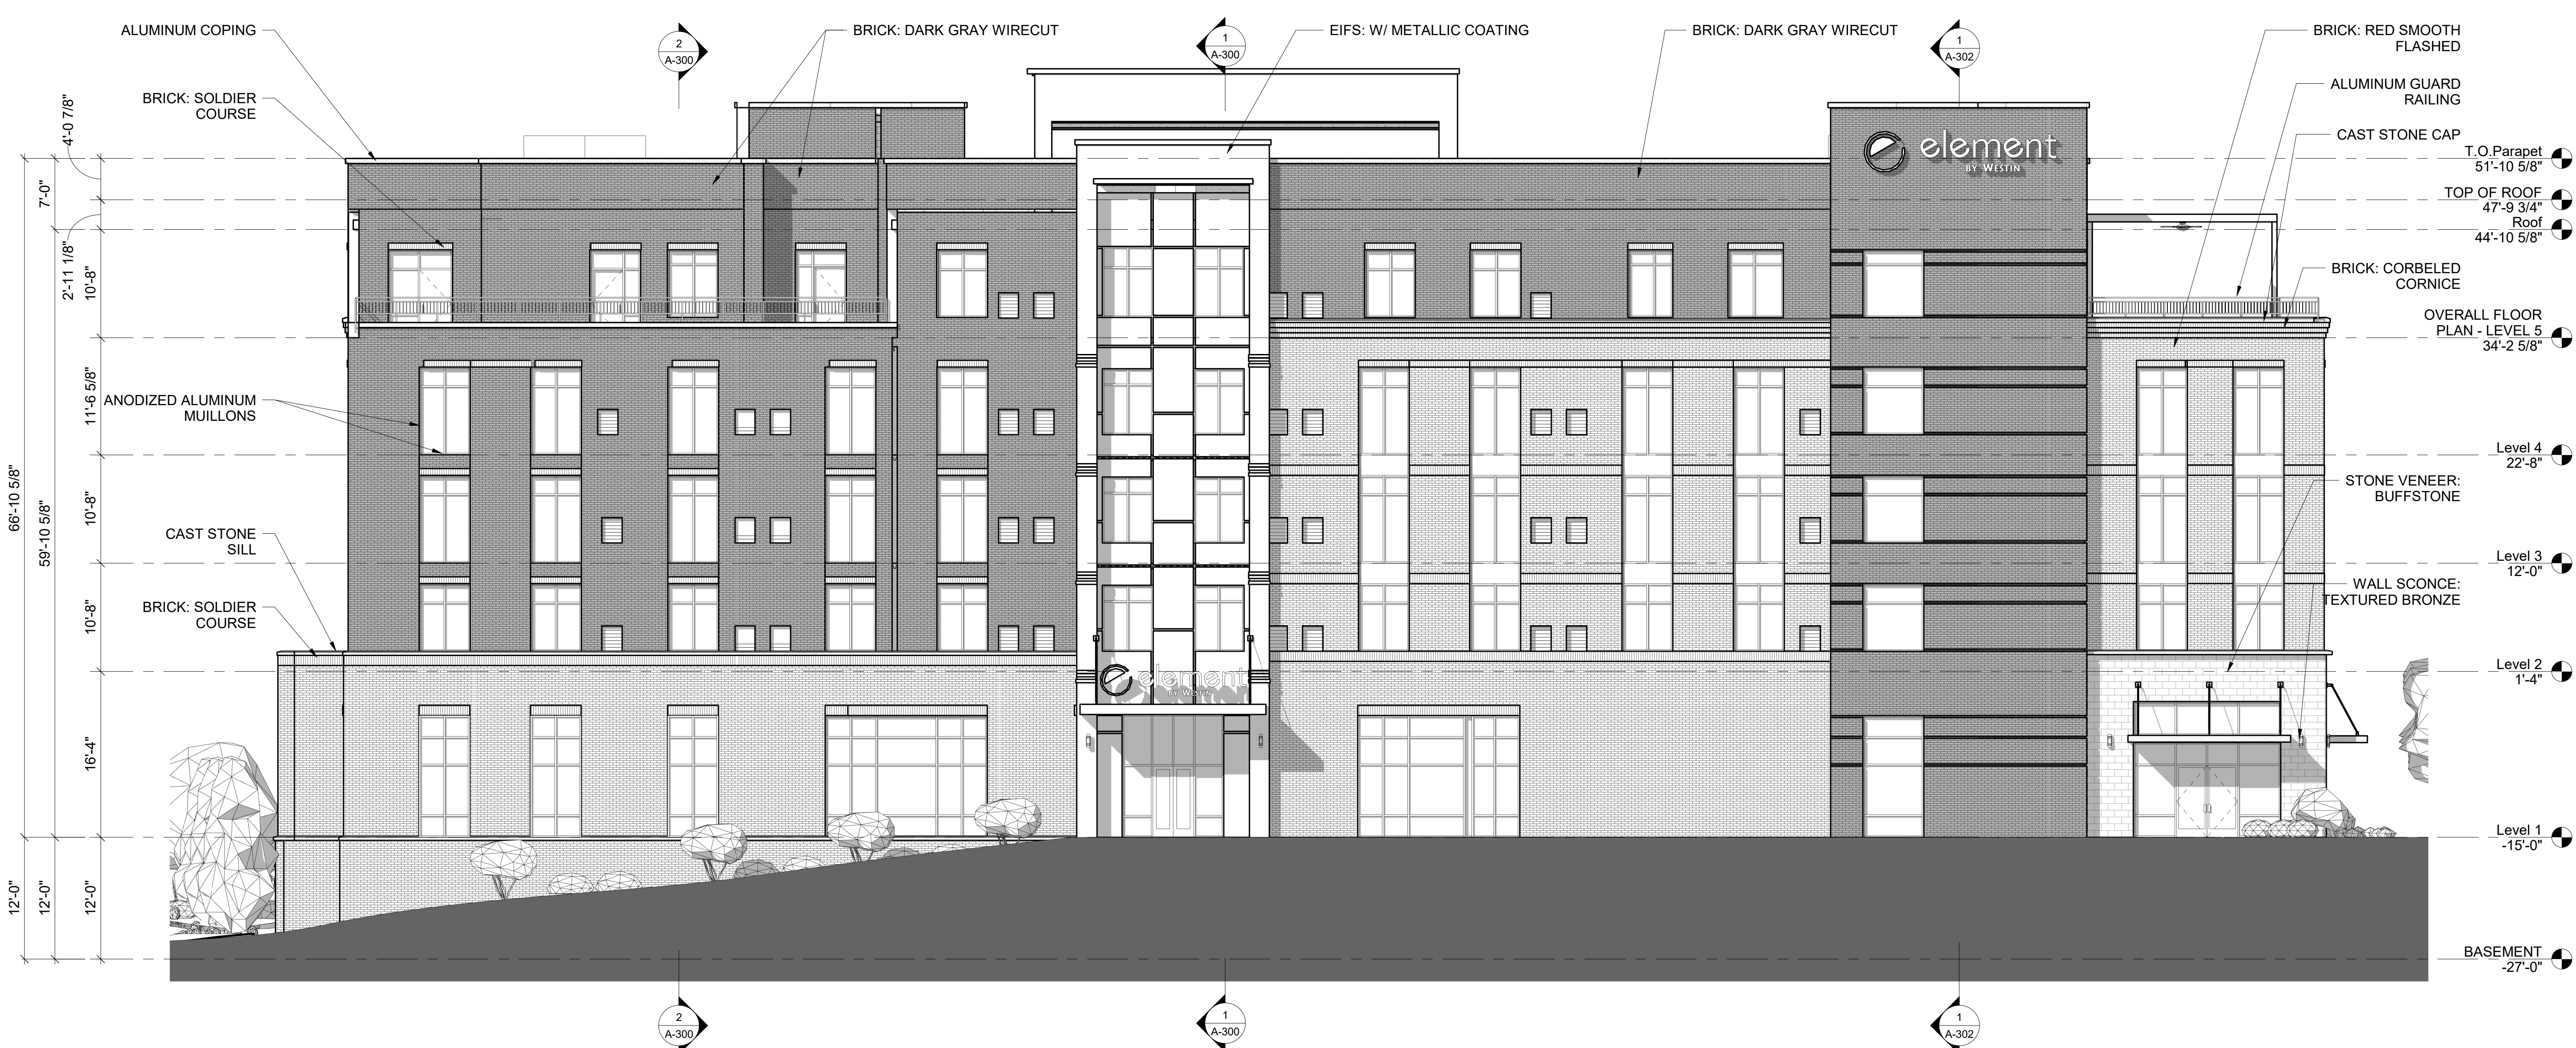 ALUMINUM COPING
2
A-300
BRICK: DARK GRAY WIRECUT
1
A-300
EIFS: W/ METALLIC COATING
BRICK: DARK GRAY WIRECUT
1
A-302
BRICK: RED SMOOTH
FLASHED
BRICK: SOLDIER
COURSE
ALUMINUM GUARD
RAILING
CAST STONE CAP
element
BY WESTIN
T.O.Parapet
51'-10 5/8"
TOP OF ROOF
47'-9 3/4"
Roof
44'-10 5/8"
BRICK: CORBELED
CORNICE
OVERALL FLOOR
PLAN - LEVEL 5
34'-2 5/8"
ANODIZED ALUMINUM
MUILLONS
Level 4
22'-8"
STONE VENEER:
BUFFSTONE
CAST STONE
SILL
Level 3
12'-0"
WALL SCONCE:
TEXTURED BRONZE
BRICK: SOLDIER
COURSE
element
BY WESTIN
Level 2
1'-4"
Level 1
-15'-0"
BASEMENT
-27'-0"
4'-0 7/8"
7'-0"
2'-11 1/8"
10'-8"
11'-6 5/8"
66'-10 5/8"
59'-10 5/8"
10'-8"
10'-8"
16'-4"
12'-0"
12'-0"
12'-0"
2
A-300
1
A-300
1
A-302